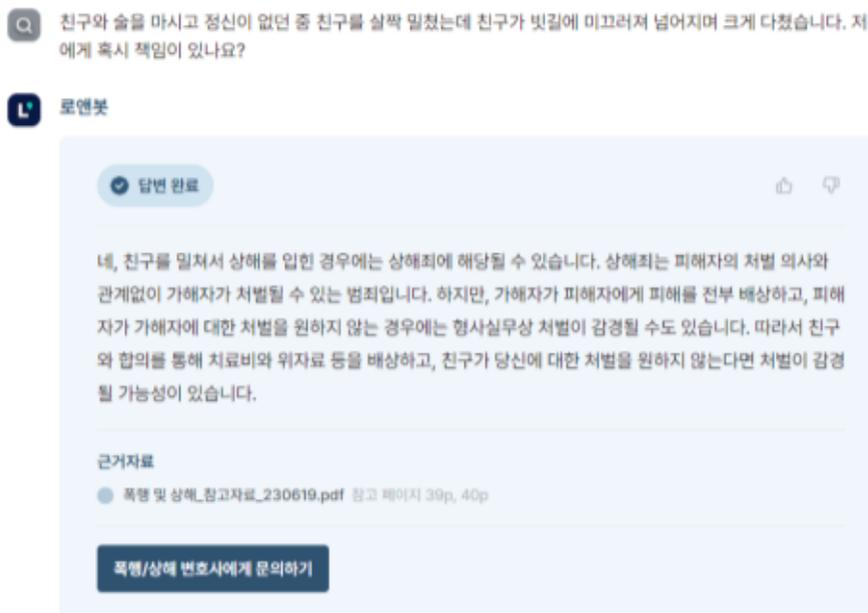 친구와 술을 마시고 정신이 없던 중 친구를 살짝 밀쳤는데 친구가 빗길에 미끄러져 넘어지며 크게 다쳤습니다. 저
에게 혹시 책임이 있나요?
로앤봇
답변 완료
네, 친구를 밀쳐서 상해를 입힌 경우에는 상해죄에 해당될 수 있습니다. 상해죄는 피해자의 처벌 의사와
관계없이 가해자가 처벌될 수 있는 범죄입니다. 하지만, 가해자가 피해자에게 피해를 전부 배상하고, 피해
자가 가해자에 대한 처벌을 원하지 않는 경우에는 형사실무상 처벌이 감경될 수도 있습니다. 따라서 친구
와 합의를 통해 치료비와 위자료 등을 배상하고, 친구가 당신에 대한 처벌을 원하지 않는다면 처벌이 감경
될 가능성이 있습니다.
근거자료
폭행 및 상해_참고자료_230619.pdf 참고 페이지 39p, 40p
폭행/상해 변호사에게 문의하기